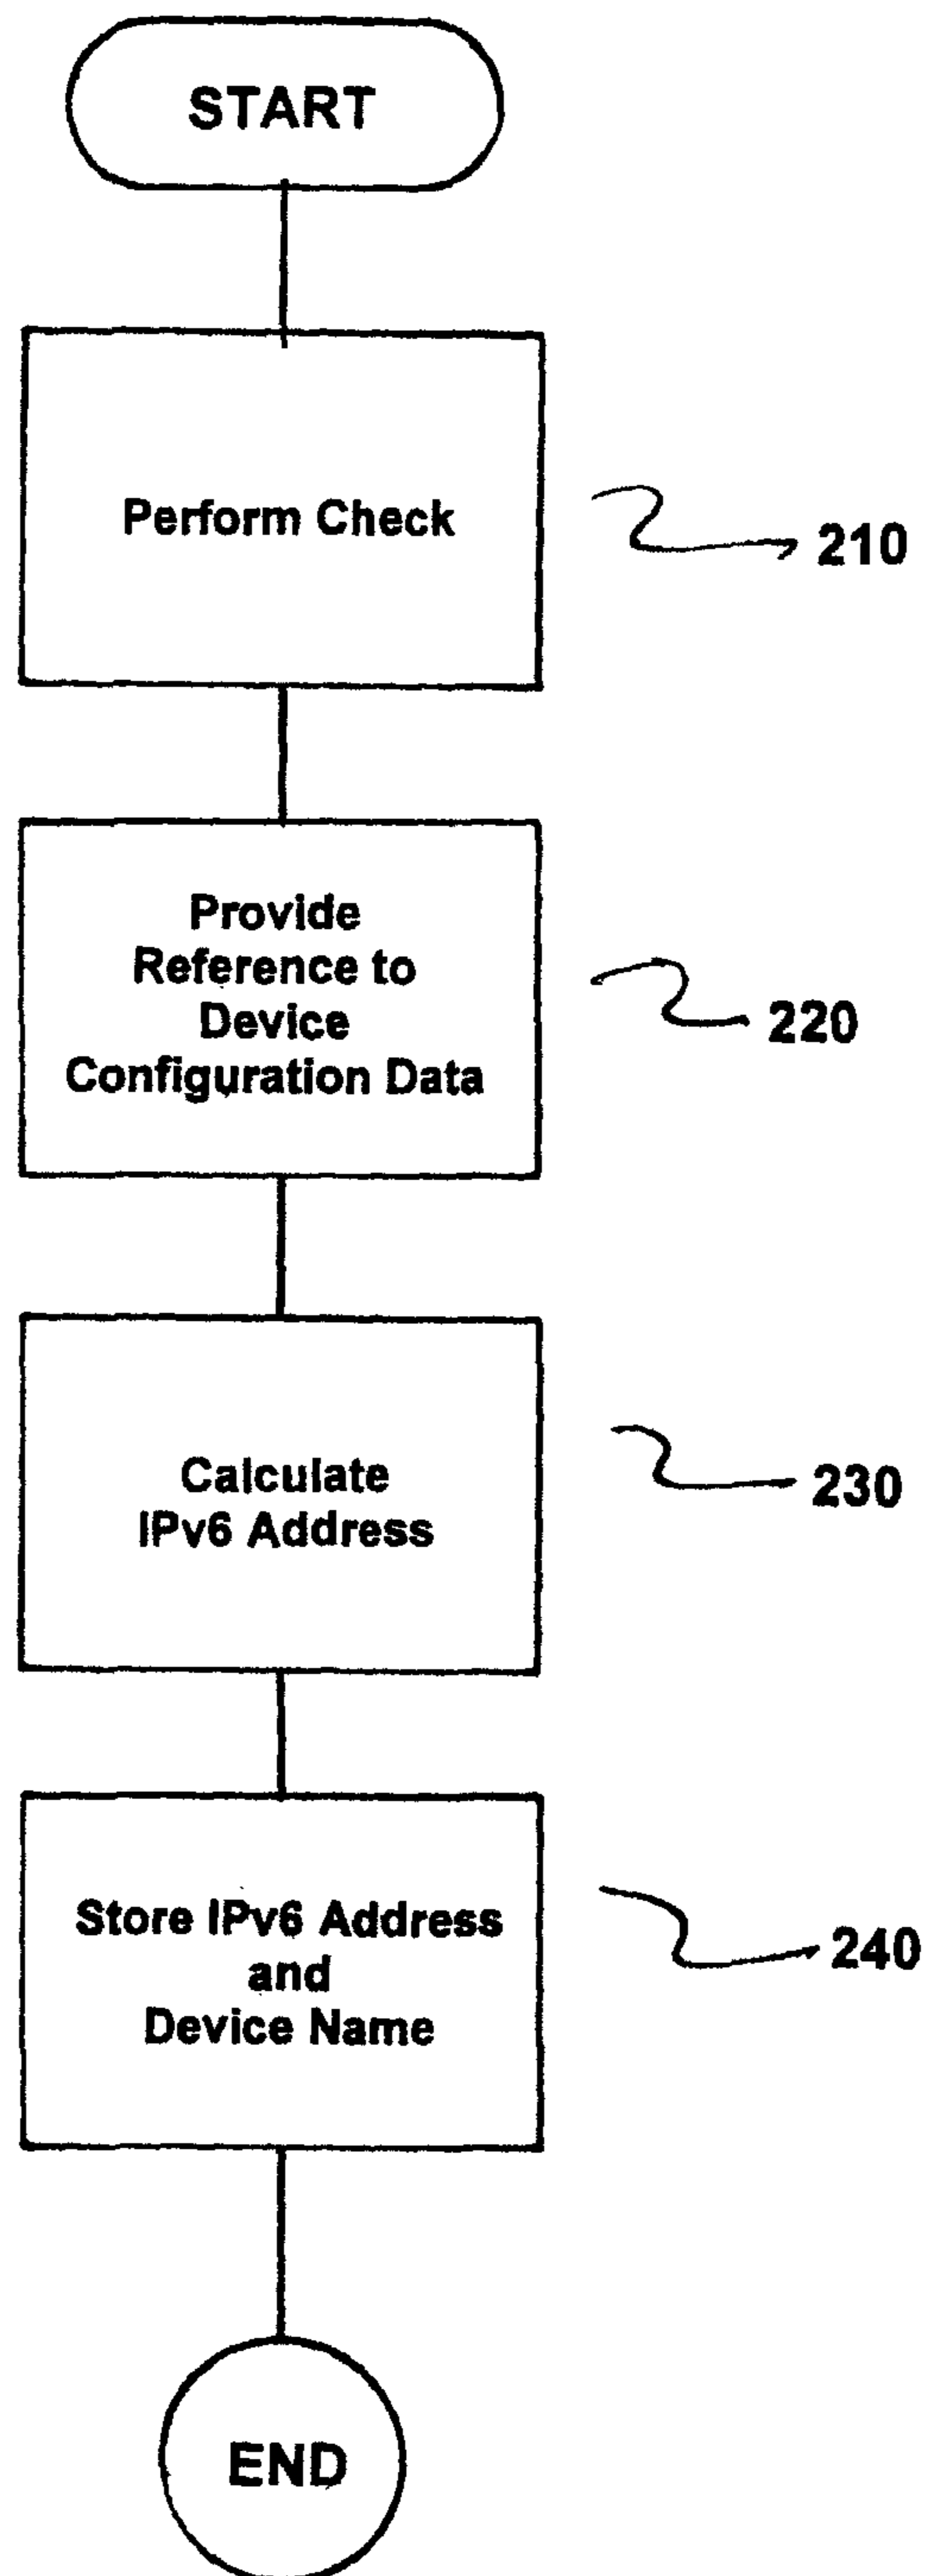 START
Perform Check
210
Provide
Reference to
Device
Configuration Data
220
Calculate
IPv6 Address
230
Store IPv6 Address
and
Device Name
240
END